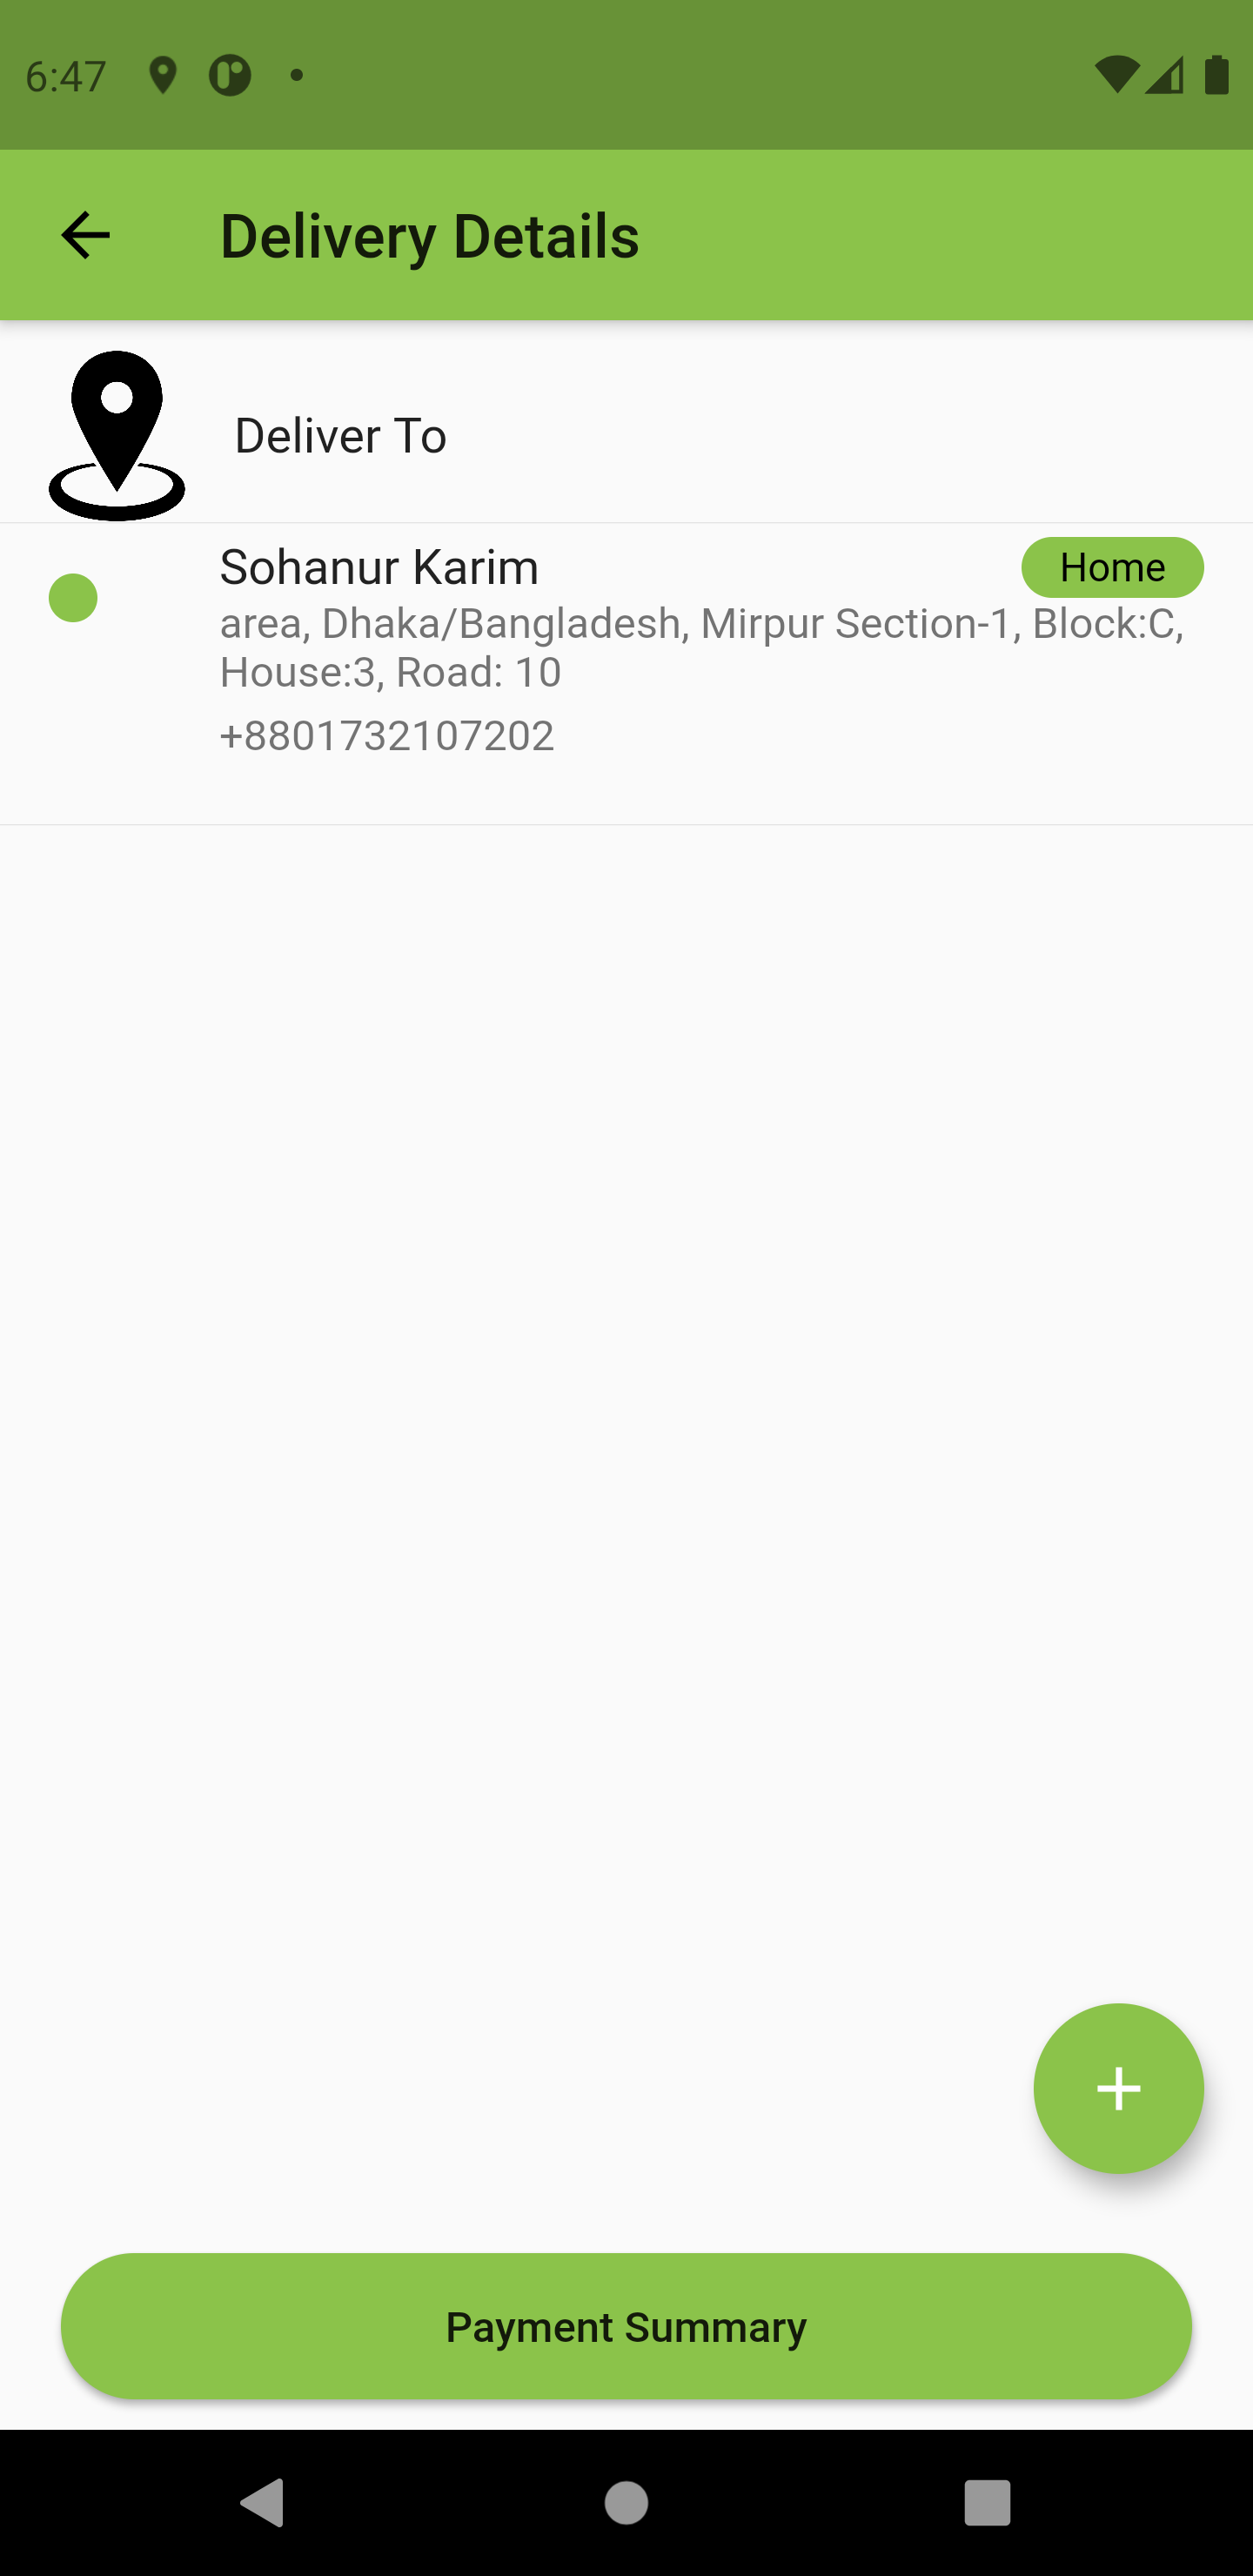 6:47
Delivery Details
Deliver To
Sohanur Karim
Home
area, Dhaka/Bangladesh, Mirpur Section-1, Block:C,
House:3, Road: 10
+8801732107202
Payment Summary